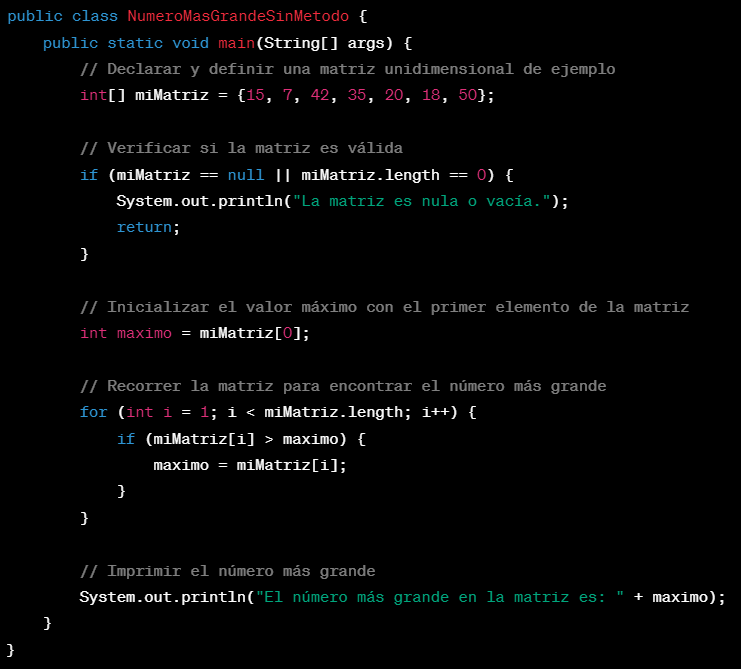 public class NumeroMasGrandeSinMetodo {
    public static void main(String[] args) {
        // Declarar y definir una matriz unidimensional de ejemplo
        int[] miMatriz = {15, 7, 42, 35, 20, 18, 50};

        // Verificar si la matriz es válida
        if (miMatriz == null || miMatriz.length == 0) {
            System.out.println("La matriz es nula o vacía.");
            return;
        }

        // Inicializar el valor máximo con el primer elemento de la matriz
        int maximo = miMatriz[0];

        // Recorrer la matriz para encontrar el número más grande
        for (int i = 1; i < miMatriz.length; i++) {
            if (miMatriz[i] > maximo) {
                maximo = miMatriz[i];
            }
        }

        // Imprimir el número más grande
        System.out.println("El número más grande en la matriz es: " + maximo);
    }
}